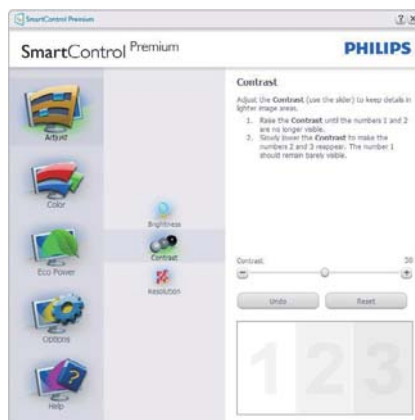 SmartControl Premium
SmartControl Premium
PHILIPS
Adjust
Color
Eco Power
Options
Help
Brightness
Contrast
Resolution
Contrast
Adjust the Contrast (use the slider) to keep details in
lighter image areas.
1. Raise the Contrast until the numbers 1 and 2
are no longer visible.
2. Slowly lower the Contrast to make the
numbers 2 and 3 reappear. The number 1
should remain barely visible.
Contrast
50
Undo
Reset
1 2 3